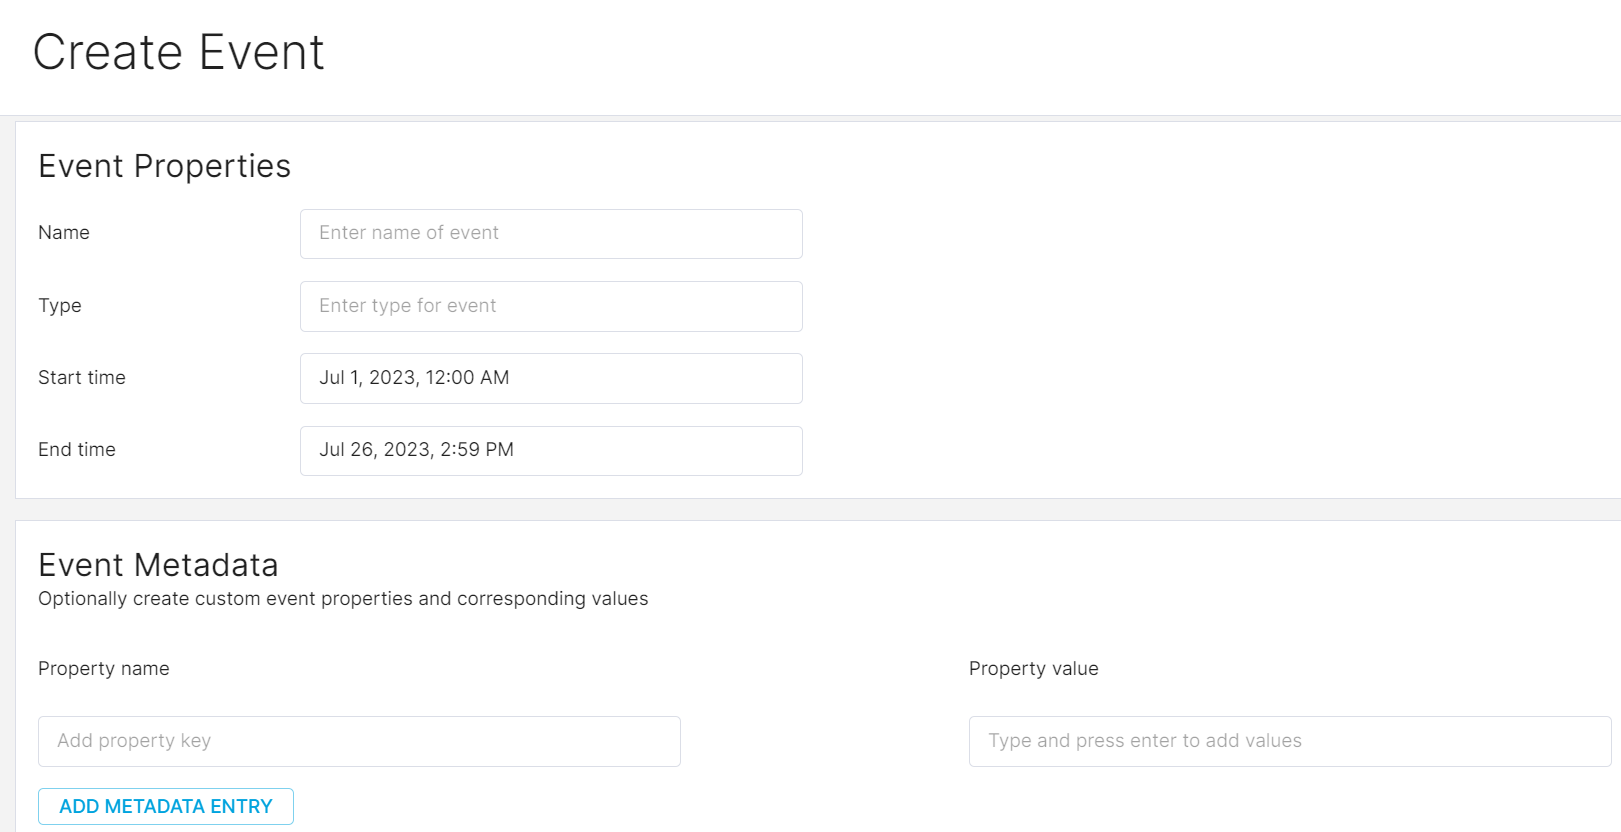 Create Event
Event Properties
Name
Enter name of event
Type
Enter type for event
Start time
Jul 1, 2023, 12:00 AM
End time
Jul 26, 2023, 2:59 PM
Event Metadata
Optionally create custom event properties and corresponding values
Property name
Property value
Add property key
Type and press enter to add values
ADD METADATA ENTRY